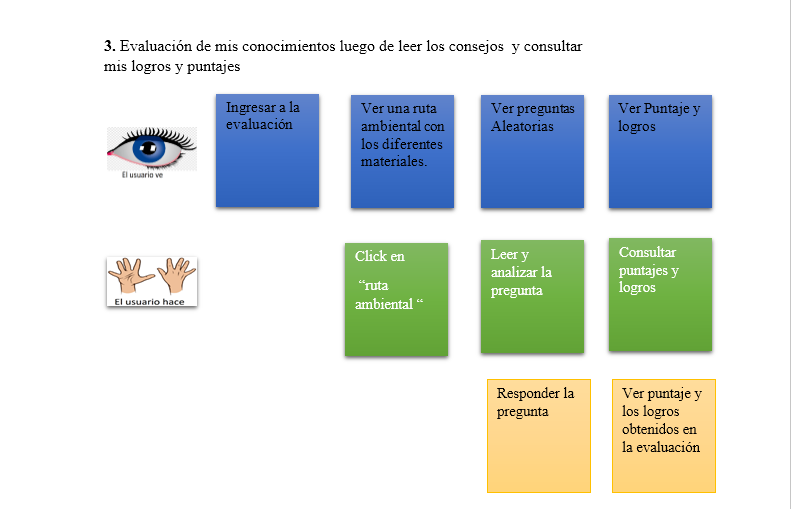 3. Evaluación de mis conocimientos luego de leer los consejos y consultar
mis logros y puntajes
Ingresar a la
evaluación
Ver una ruta
ambiental con
los diferentes
materiales.
Ver preguntas
Aleatorias
Ver Puntaje y
logros
El usuario ve
Click en
“ruta
ambiental “
Leer y
analizar la
pregunta
Consultar
puntajes y
logros
El usuario hace
Responder la
pregunta
Ver puntaje y
los logros
obtenidos en
la evaluación